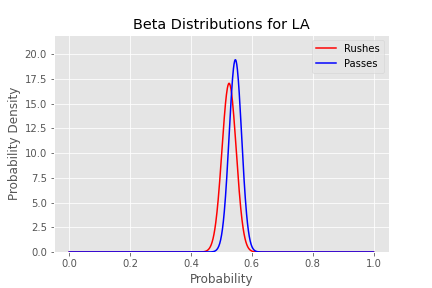 Beta Distributions for LA
Rushes
Passes
20.0
17.5
15.0
12.5
10.0
7.5
5.0
2.5
0.0
Probability Density
0.0 0.2 0.4 0.6 0.8 1.0
Probability